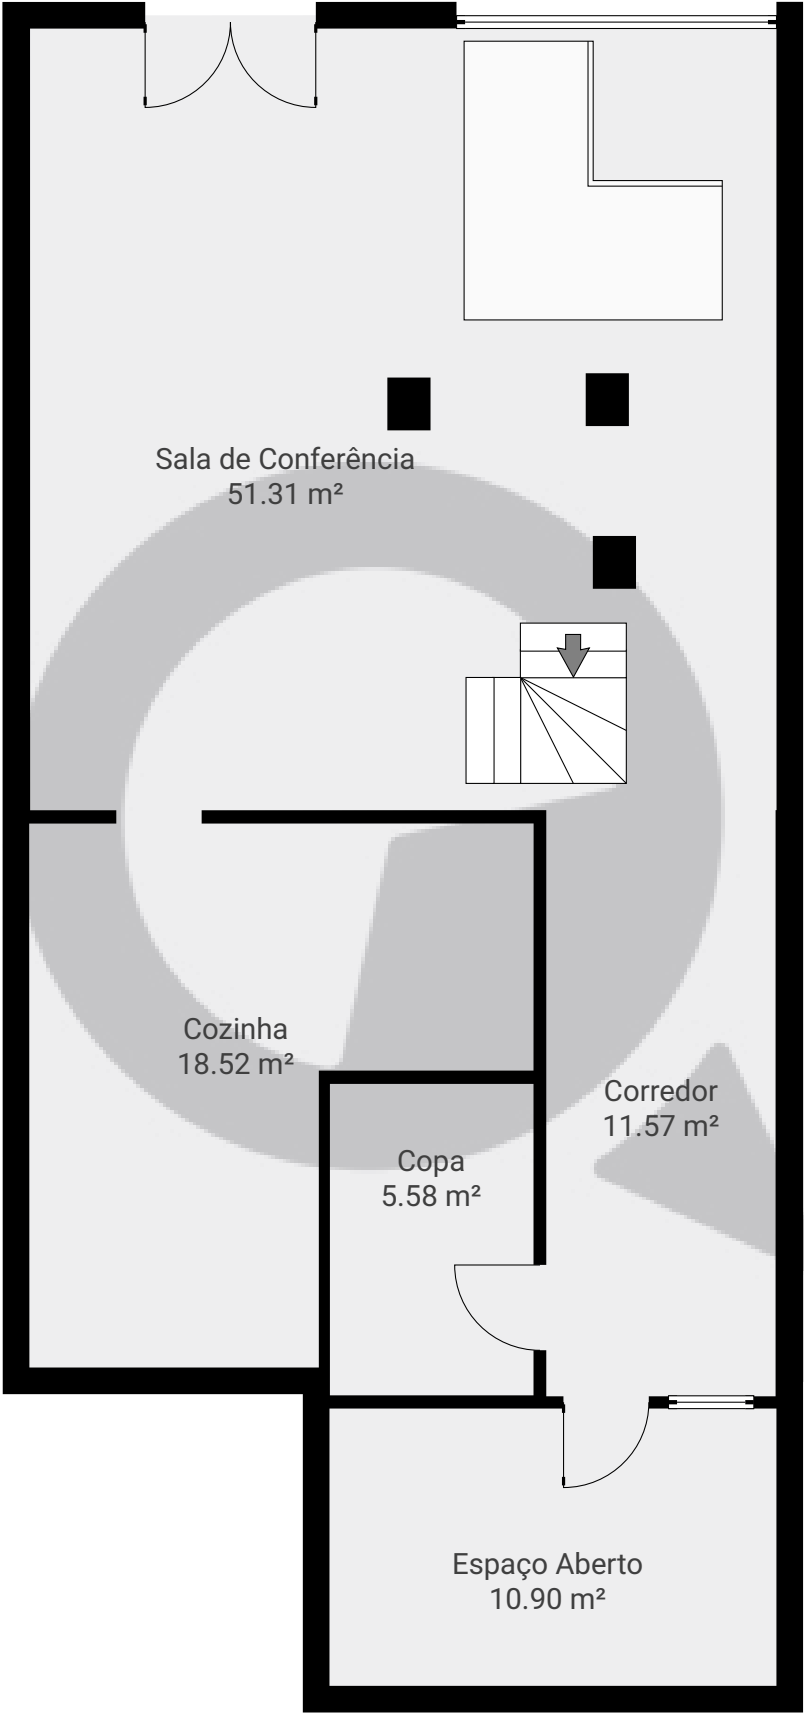 Sala de Conferência
51.31 m²
Cozinha
18.52 m²
Corredor
11.57 m²
Copa
5.58 m²
Espaço Aberto
10.90 m²